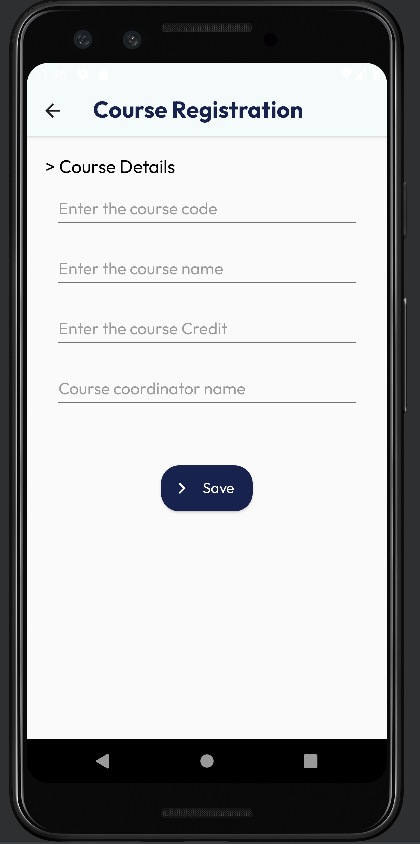 Course Registration
> Course Details
Enter the course code
Enter the course name
Enter the course Credit
Course coordinator name
Save